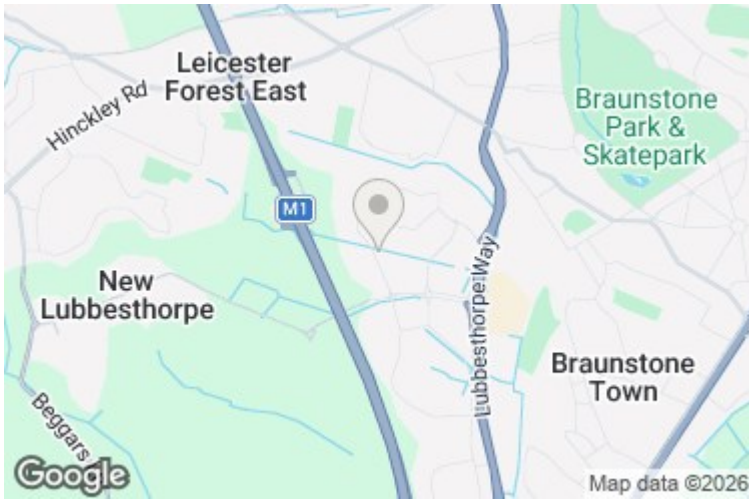 Leicester
Forest East
Hinckley Rd
Braunstone
Park &
Skatepark
M1
New
Lubbesthorpe
Lubbesthorpe Way
Braunstone
Town
Beggars
Google
Map data ©2026